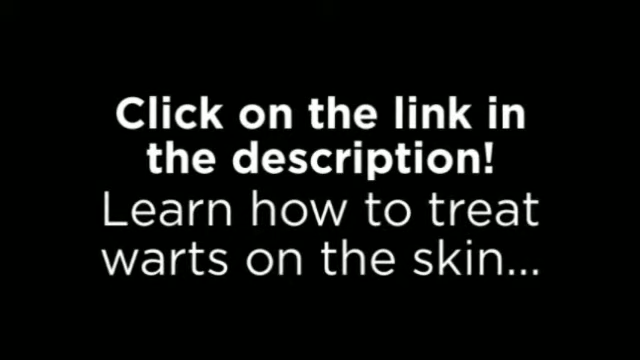 Click on the link in
the description!
Learn how to treat
warts on the skin...